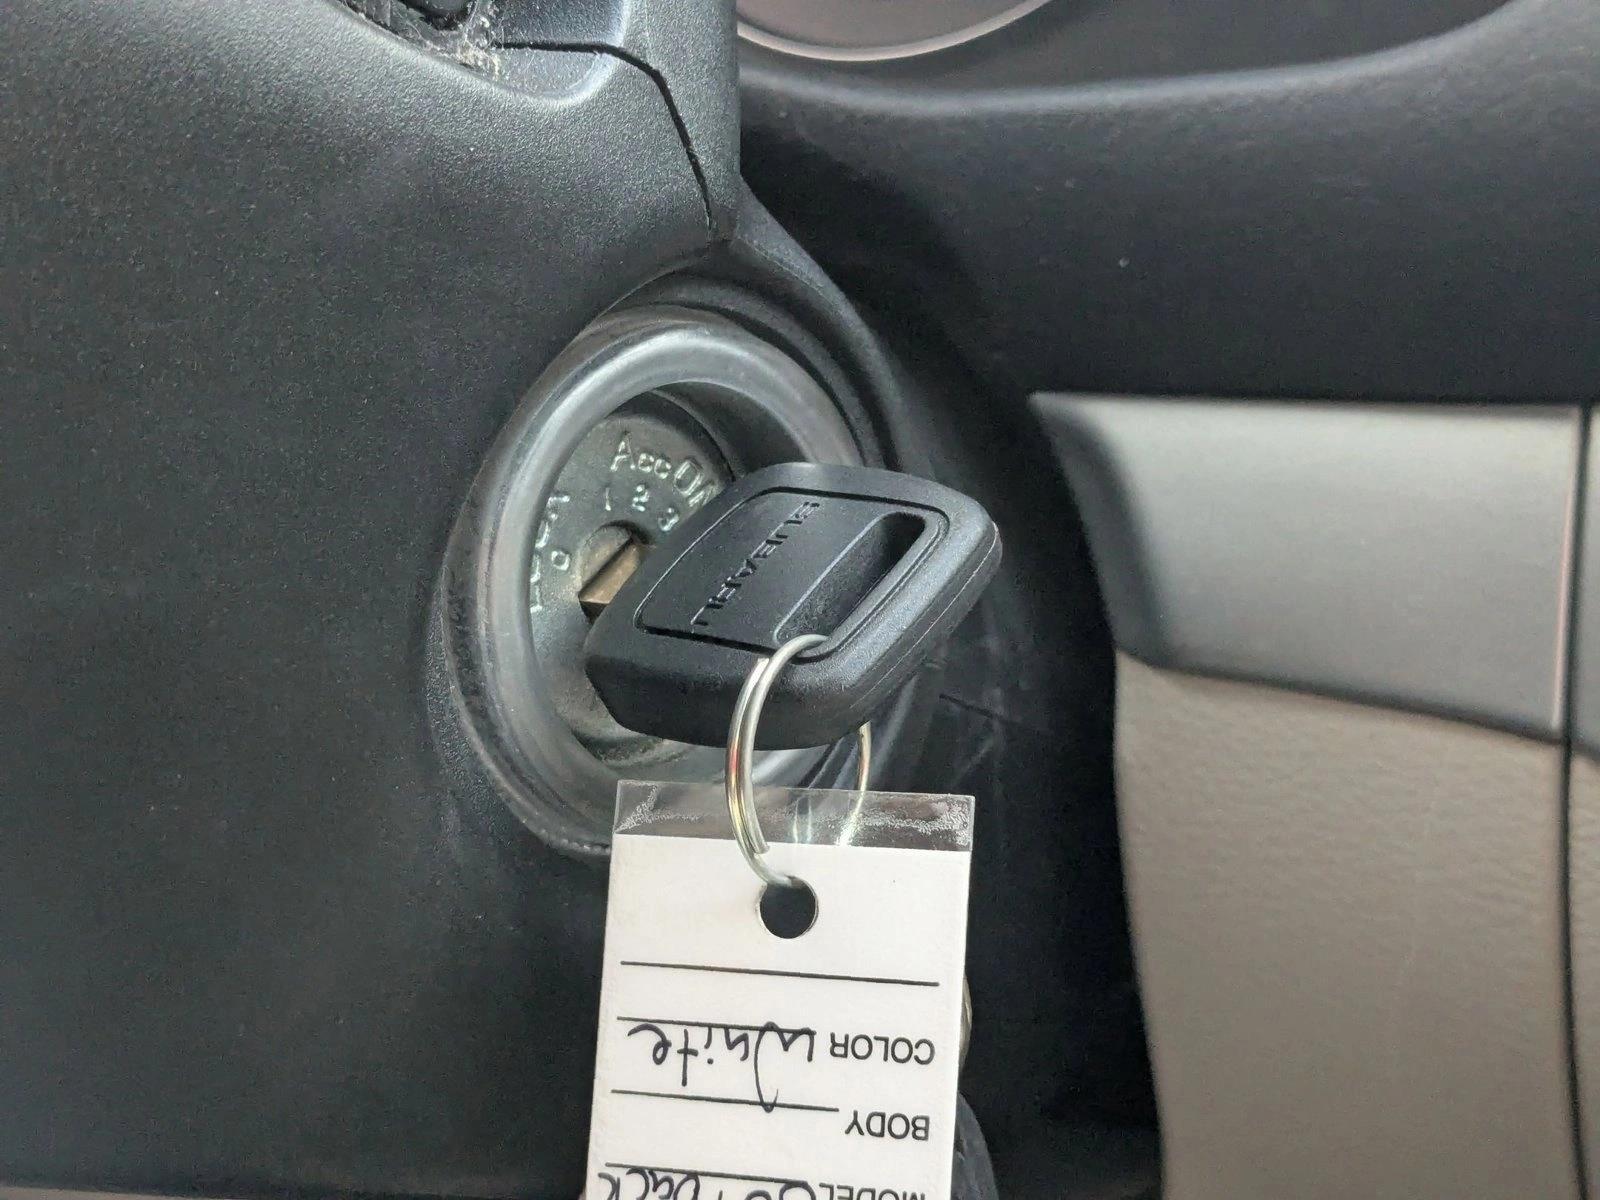 Acc ON
1 2 3
LOCK
0
SUBARU
COLOR White
BODY
MODEL